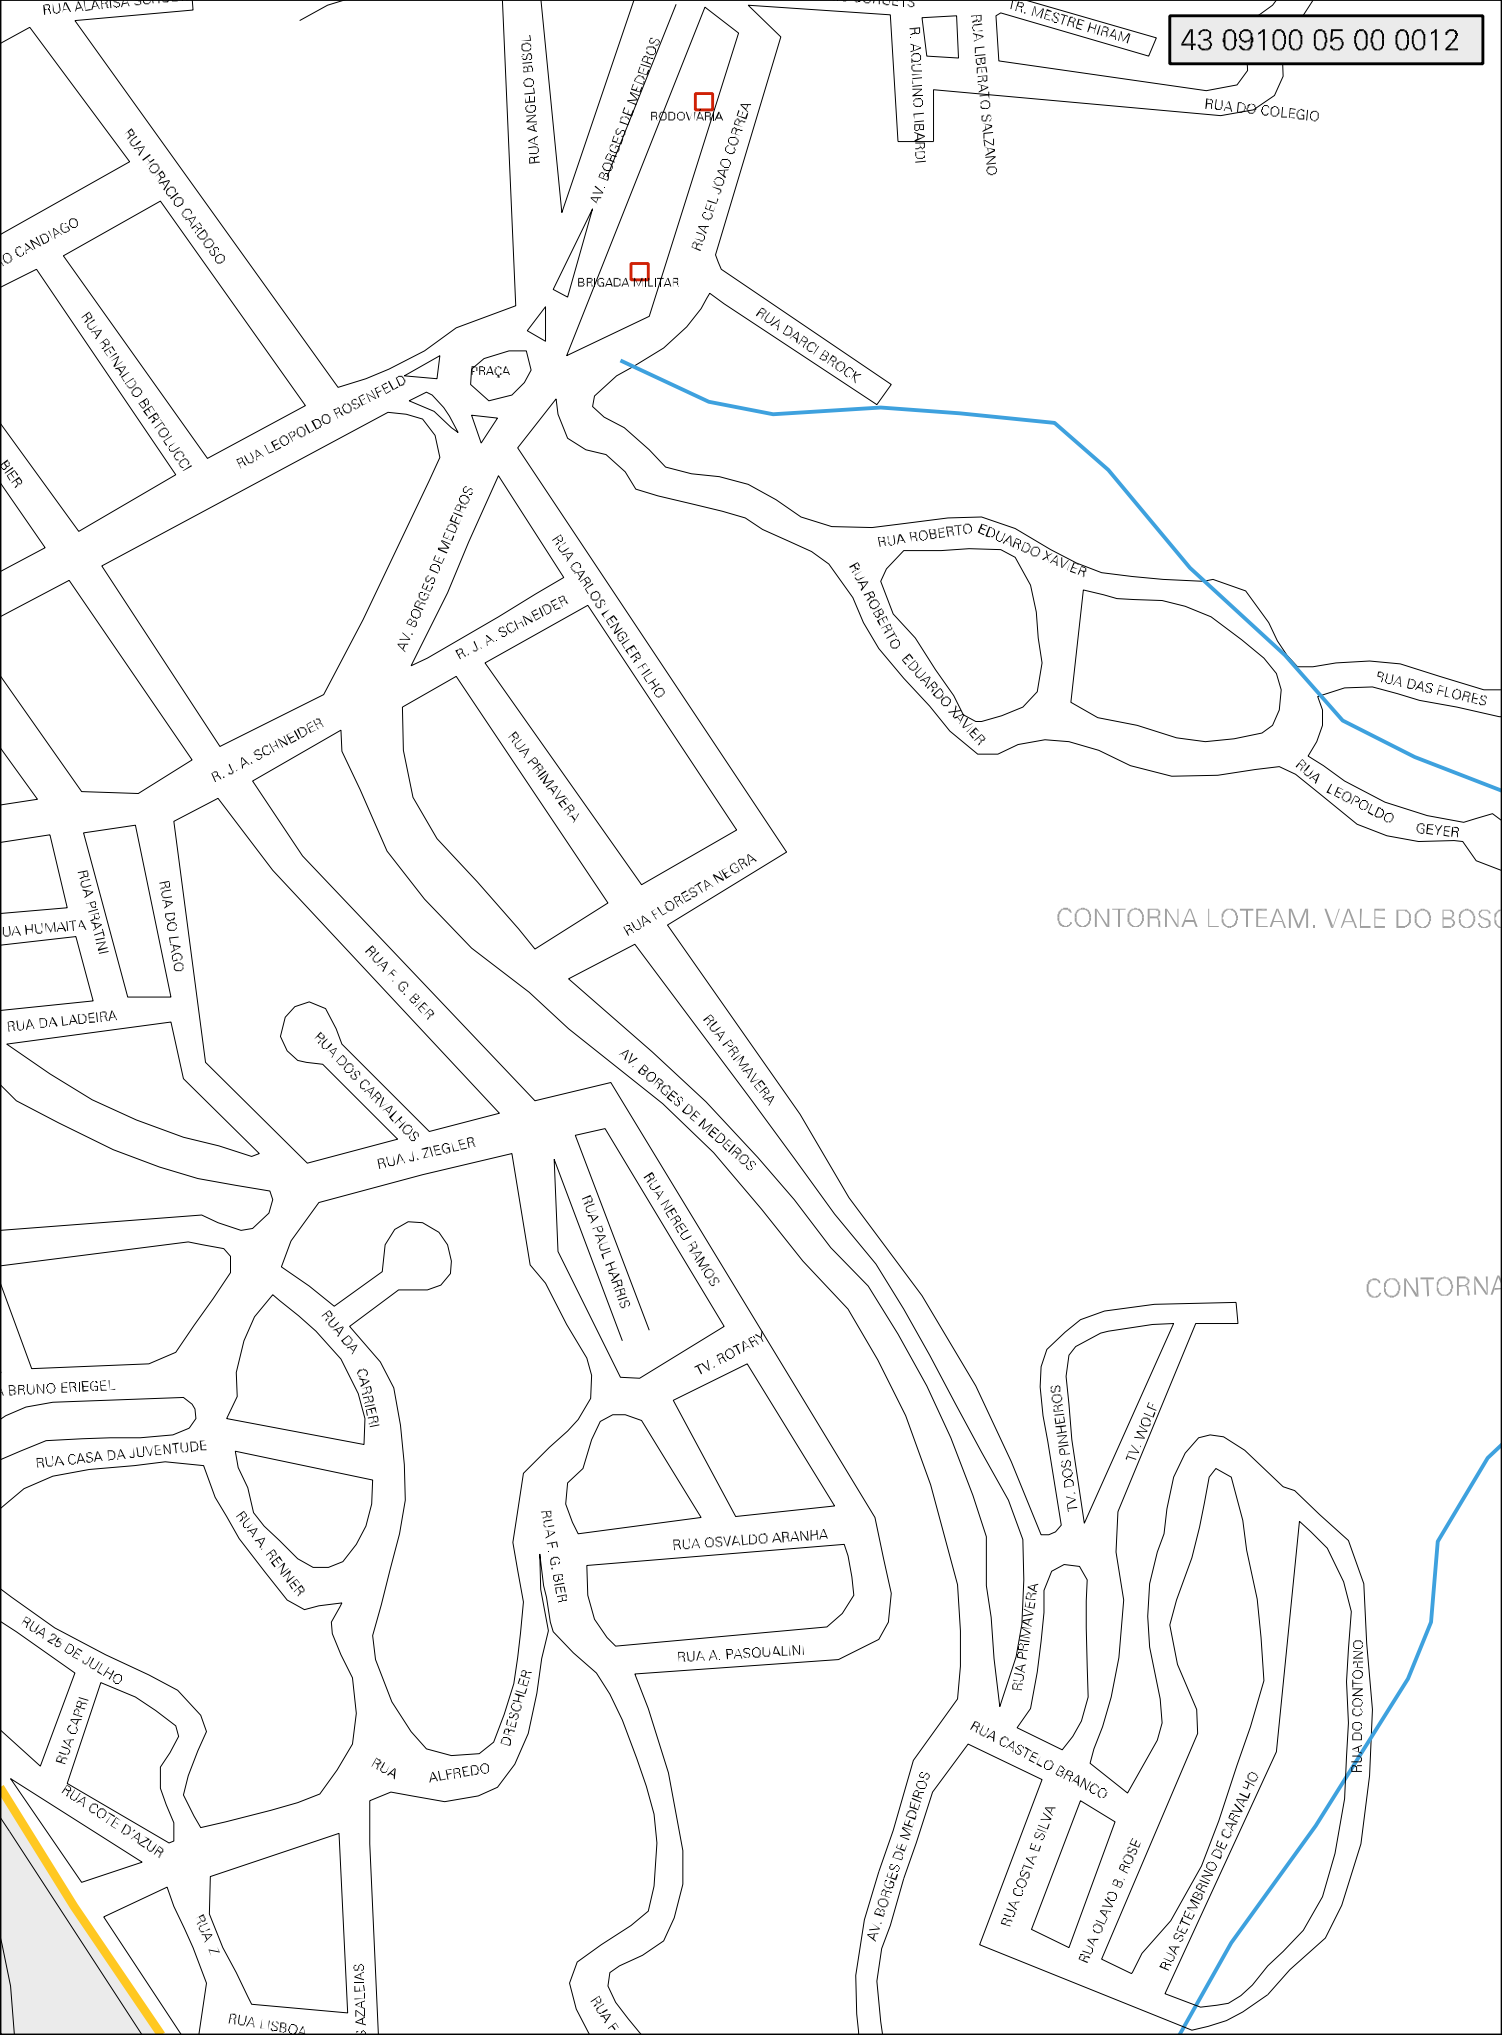 RUA ALARISA
TR. MESTRE HIRAM
43 09100 05 00 0012
RUA ANGELO BISOL
AV. BORGES DE MEDEIROS
R. AQUILINO LIBARDI
RUA LIBERATO SALZANO
RUA DO COLEGIO
RODOVIARIA
RUA CEL JOAO CORREA
RUA HORACIO CARDOSO
O CANDIAGO
BRIGADA MILITAR
RUA DARCI BROCK
RUA REINALDO BERTOLUCCI
PRAÇA
RUA LEOPOLDO ROSENFELD
BIER
AV. BORGES DE MEDEIROS
RUA CARLOS LENGLER FILHO
RUA ROBERTO EDUARDO XAVIER
RUA ROBERTO EDUARDO XAVIER
R. J. A. SCHNEIDER
RUA DAS FLORES
R. J. A. SCHNEIDER
RUA PRIMAVERA
RUA LEOPOLDO GEYER
RUA FLORESTA NEGRA
RUA PIRATINI
RUA DO LAGO
UA HUMAITA
CONTORNA LOTEAM. VALE DO BOSC
RUA F. G. BIER
RUA DA LADEIRA
RUA DOS CARVALHOS
RUA PRIMAVERA
AV. BORGES DE MEDEIROS
RUA J. ZIEGLER
RUA PAUL HARRIS
RUA NEREU RAMOS
CONTORNA
RUA DA CARRIERI
TV. ROTARY
BRUNO ERIEGEL
RUA CASA DA JUVENTUDE
TV. DOS PINHEIROS
TV. WOLF
RUA A. RENNER
RUA F. G. BIER
RUA OSVALDO ARANHA
RUA PRIMAVERA
RUA 25 DE JULHO
RUA A. PASQUALINI
RUA DO CONTORNO
RUA CAPRI
RUA ALFREDO DRESCHLER
RUA CASTELO BRANCO
RUA COTE D'AZUR
AV. BORGES DE MEDEIROS
RUA COSTA E SILVA
RUA OLAVO B. ROSE
RUA SETEMBRINO DE CARVALHO
RUA Z
AZALEIAS
RUA LISBOA
RUA F